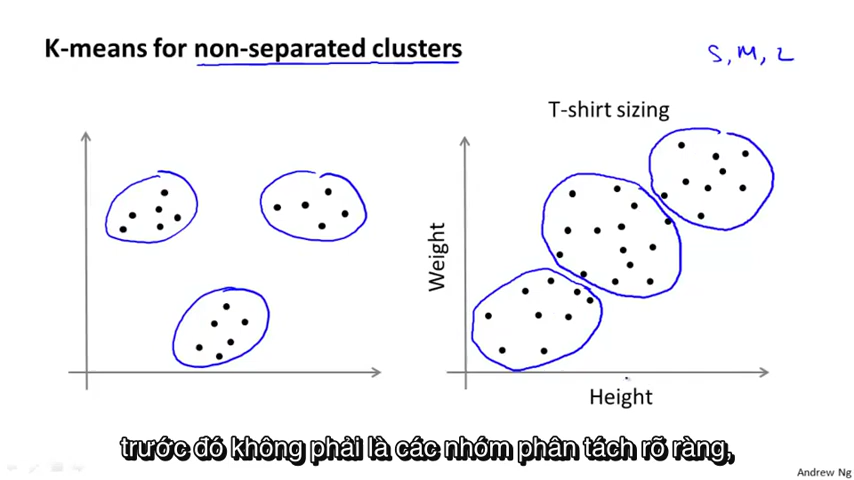 K-means for non-separated clusters
S, M, L
T-shirt sizing
Weight
Height
trước đó không phải là các nhóm phân tách rõ ràng,
Andrew Ng